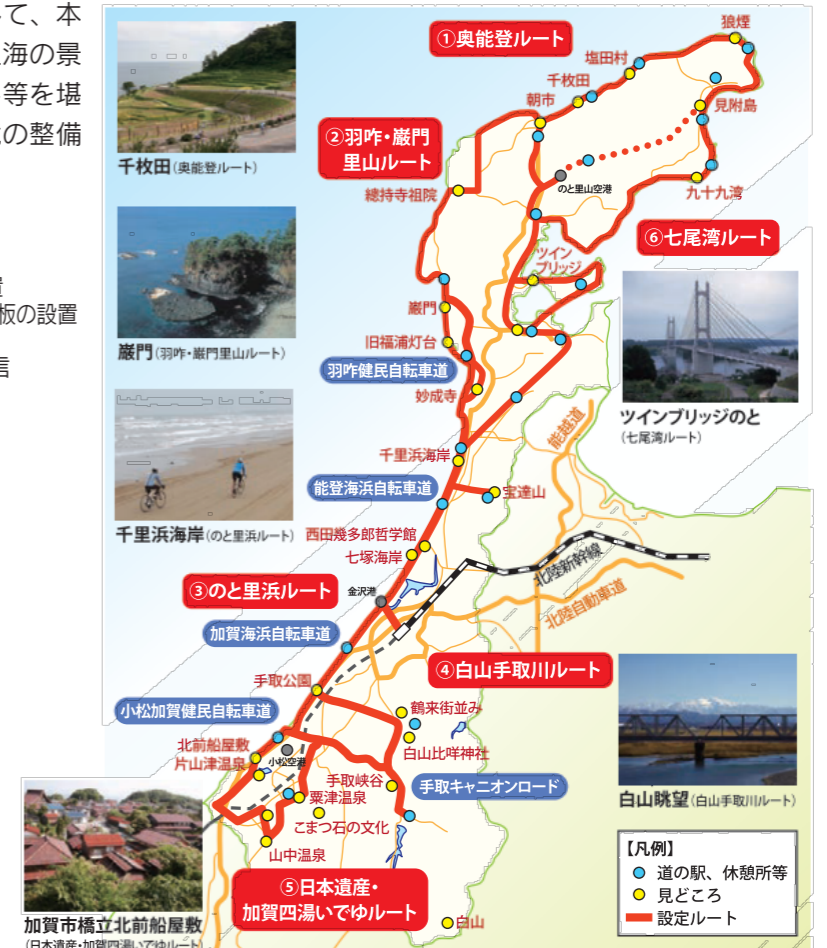 て、本
海の景
等を堪
の整備
置
板の設置
信
千枚田(奥能登ルート)
巌門(羽咋・巌門里山ルート)
千里浜海岸(のと里浜ルート)
①奥能登ルート
狼煙
塩田村
千枚田
朝市
見附島
②羽咋・巌門
里山ルート
總持寺祖院
のと里山空港
九十九湾
⑥七尾湾ルート
ツイン
ブリッジ
巌門
旧福浦灯台
羽咋健民自転車道
妙成寺
ツインブリッジのと
(七尾湾ルート)
能越道
千里浜海岸
能登海浜自転車道
宝達山
西田幾多郎哲学館
七塚海岸
北陸新幹線
③のと里浜ルート
金沢港
北陸自動車道
加賀海浜自転車道
④白山手取川ルート
手取公園
小松加賀健民自転車道
鶴来街並み
北前船屋敷
白山比咩神社
片山津温泉
小松空港
手取峡谷
手取キャニオンロード
粟津温泉
こまつ石の文化
山中温泉
白山眺望(白山手取川ルート)
⑤日本遺産・
加賀四湯いでゆルート
白山
【凡例】
道の駅、休憩所等
見どころ
設定ルート
加賀市橋立北前船屋敷
(日本遺産・加賀四湯いでゆルート)